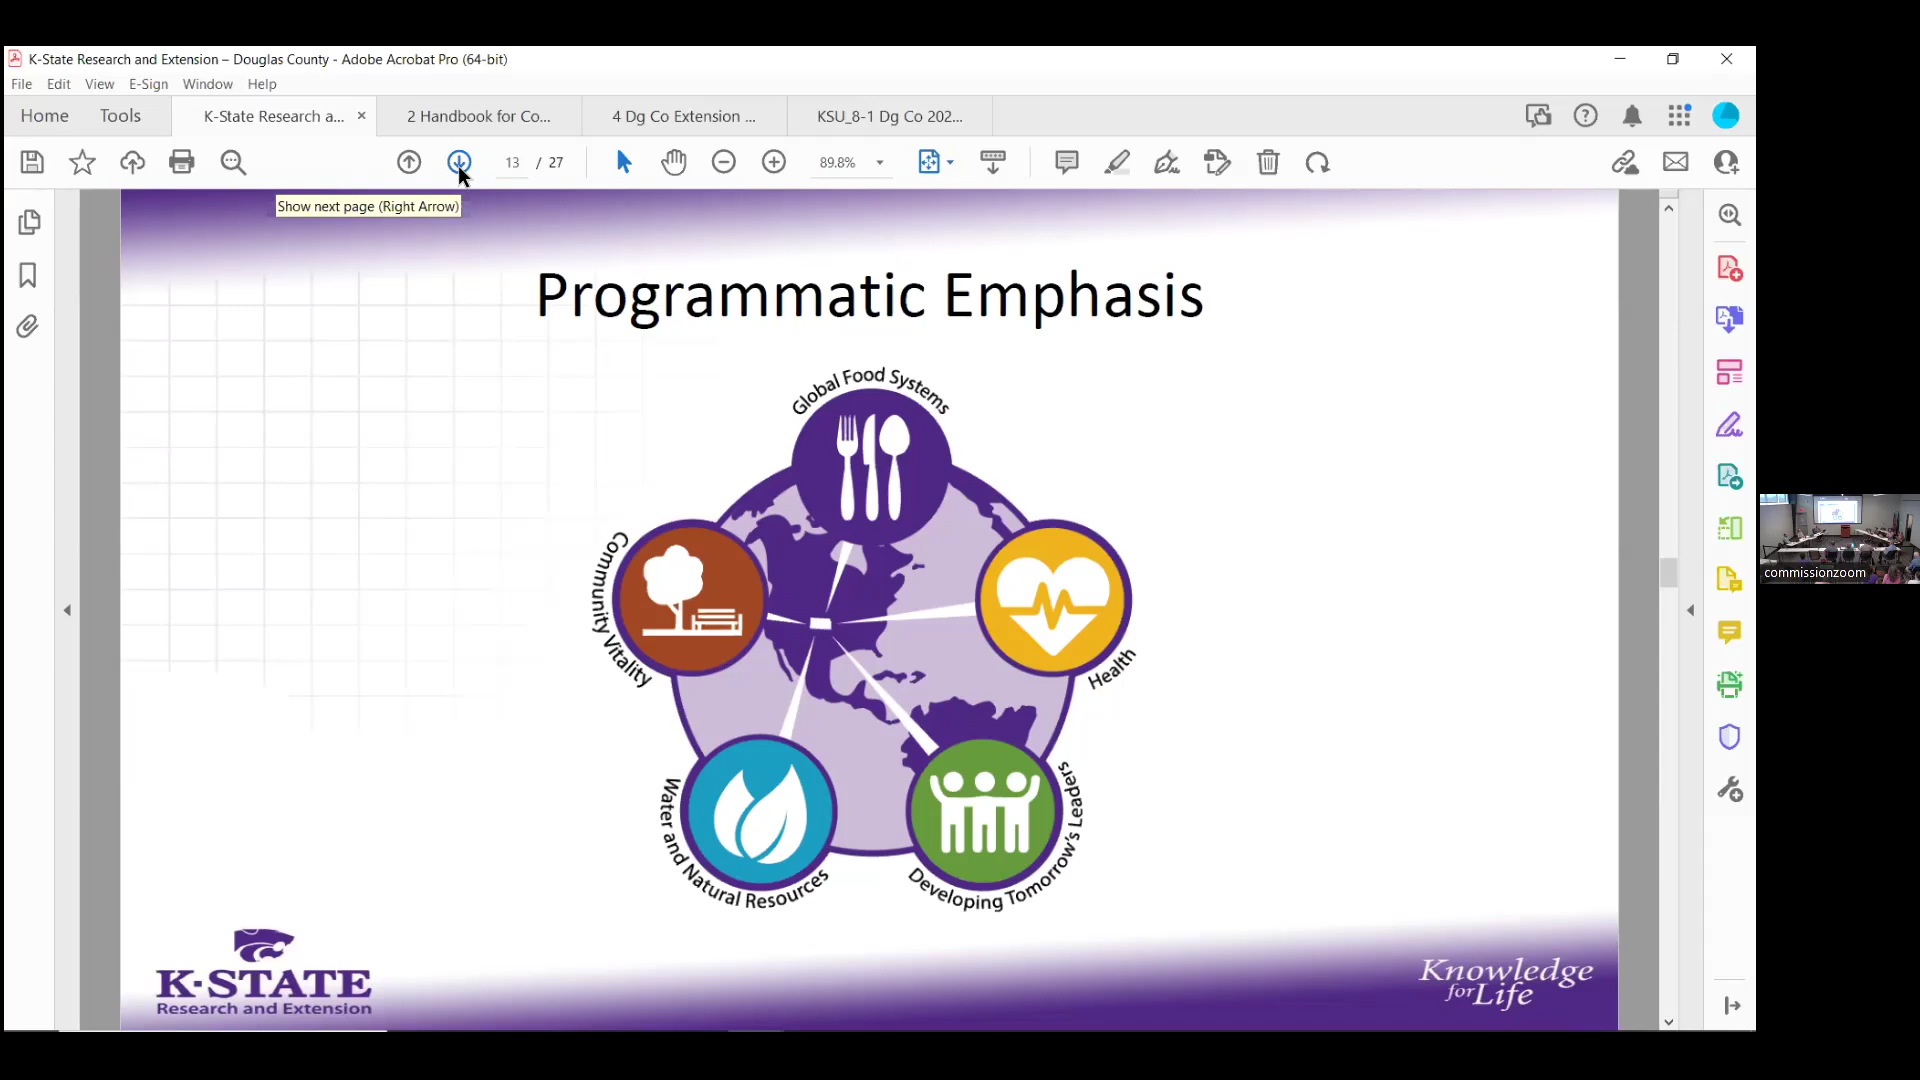 K-State Research and Extension – Douglas County - Adobe Acrobat Pro (64-bit)
File Edit View E-Sign Window Help
Home Tools K-State Research a... × 2 Handbook for Co... 4 Dg Co Extension ... KSU_8-1 Dg Co 202...
13 / 27 89.8%
Show next page (Right Arrow)
Programmatic Emphasis
Global Food Systems
Community Vitality
Health
Water and Natural Resources
Developing Tomorrow's Leaders
commissionzoom
K-STATE
Research and Extension
Knowledge
for Life